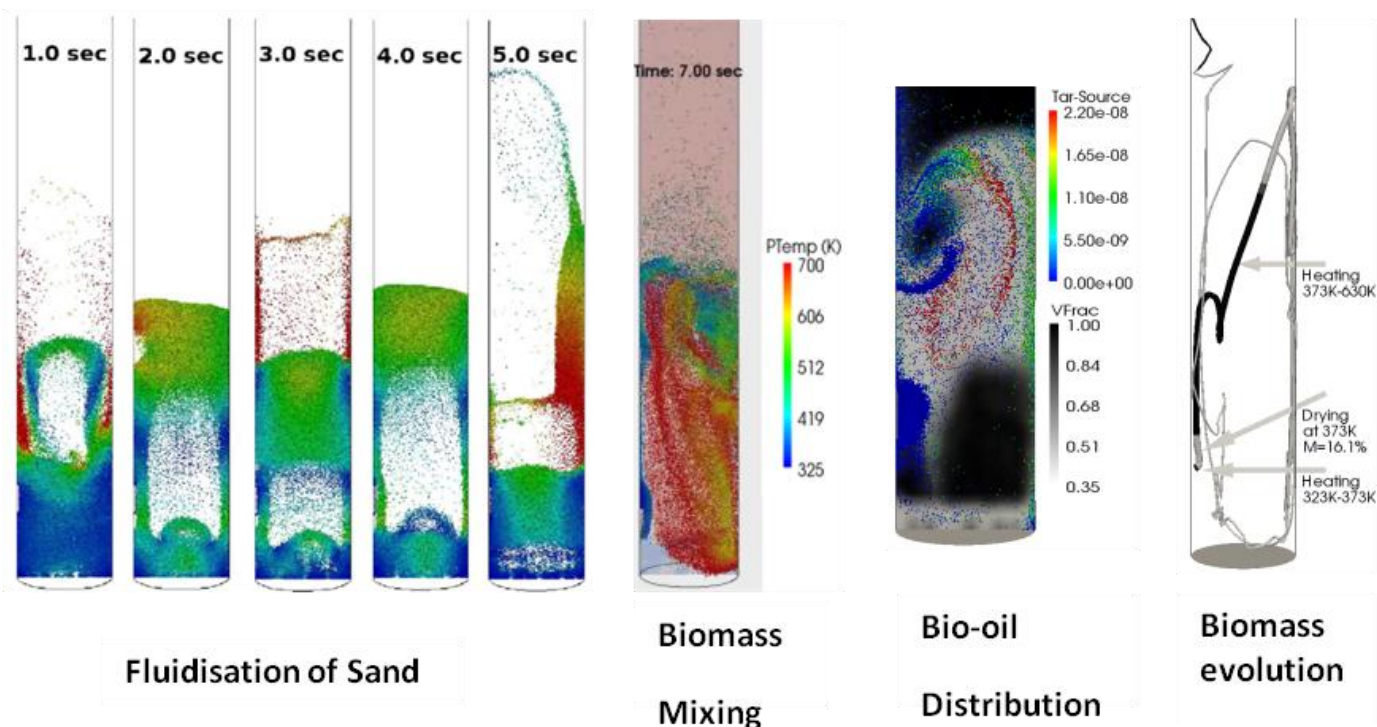 1.0 sec
2.0 sec
3.0 sec
4.0 sec
5.0 sec
Fluidisation of Sand
Time: 7.00 sec
PTemp (K)
700
606
512
419
325
Biomass
Mixing
Tar-Source
2.20e-08
1.65e-08
1.10e-08
5.50e-09
0.00e+00
VFrac
1.00
0.84
0.68
0.51
0.35
Bio-oil
Distribution
Heating
373K-630K
Drying
at 373K
M=16.1%
Heating
323K-373K
Biomass
evolution